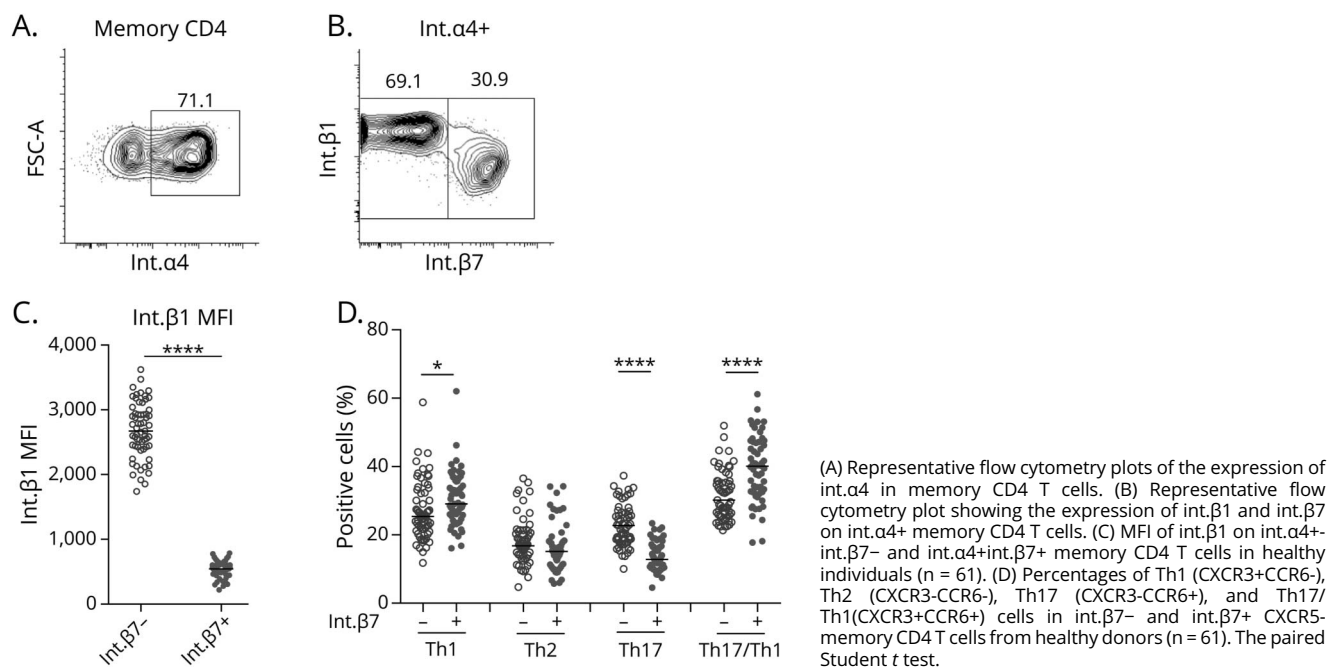 A.
Memory CD4
71.1
FSC-A
Int.α4
B.
Int.α4+
69.1
30.9
Int.β1
Int.β7
C.
Int.β1 MFI
4,000
****
3,000
2,000
1,000
0
Int.β1 MFI
Int.β7−
Int.β7+
D.
80
60
40
20
0
Positive cells (%)
*
****
****
Int.β7
− + − + − + − +
Th1 Th2 Th17 Th17/Th1
(A) Representative flow cytometry plots of the expression of
int.α4 in memory CD4 T cells. (B) Representative flow
cytometry plot showing the expression of int.β1 and int.β7
on int.α4+ memory CD4 T cells. (C) MFI of int.β1 on int.α4+-
int.β7− and int.α4+int.β7+ memory CD4 T cells in healthy
individuals (n = 61). (D) Percentages of Th1 (CXR3+CCR6-),
Th2 (CXR3-CCR6-), Th17 (CXR3-CCR6+), and Th17/
Th1(CXR3+CCR6+) cells in int.β7− and int.β7+ CXCR5-
memory CD4 T cells from healthy donors (n = 61). The paired
Student t test.